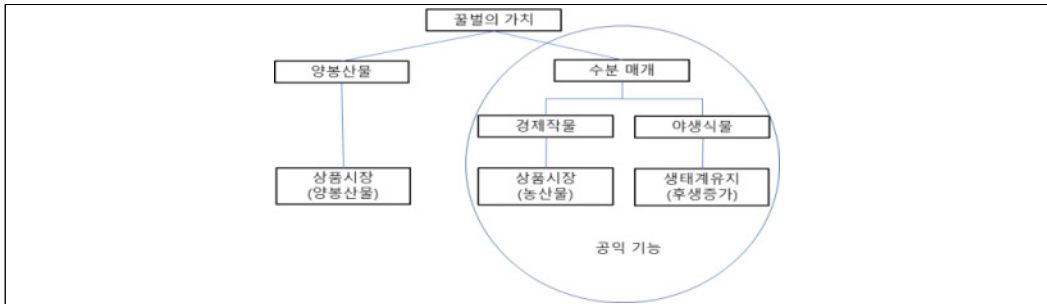 꿀벌의 가치
양봉산물
수분 매개
경제작물
야생식물
상품시장
(양봉산물)
상품시장
(농산물)
생태계유지
(후생증가)
공익 기능